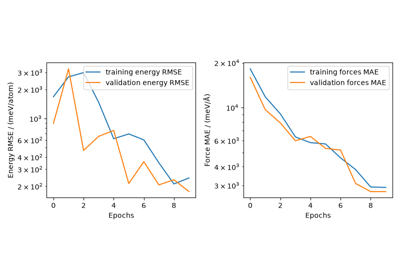 training energy RMSE
validation energy RMSE
Energy RMSE / (meV/atom)
3 × 10³
2 × 10³
10³
6 × 10²
4 × 10²
3 × 10²
2 × 10²
0 2 4 6 8
Epochs
training forces MAE
validation forces MAE
Force MAE / (meV/Å)
2 × 10⁴
10⁴
6 × 10³
4 × 10³
3 × 10³
0 2 4 6 8
Epochs